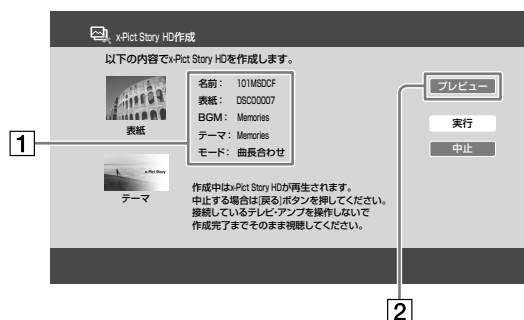 x-Pict Story HD作成
以下の内容でx-Pict Story HDを作成します。
名前： 101MSDCF
表紙： DSC00007
BGM： Memories
テーマ： Memories
モード： 曲長合わせ
表紙
x-Pict Story
テーマ
作成中はx-Pict Story HDが再生されます。
中止する場合は[戻る]ボタンを押してください。
接続しているテレビ・アンプを操作しないで
作成完了までそのまま視聴してください。
プレビュー
実行
中止
1
2